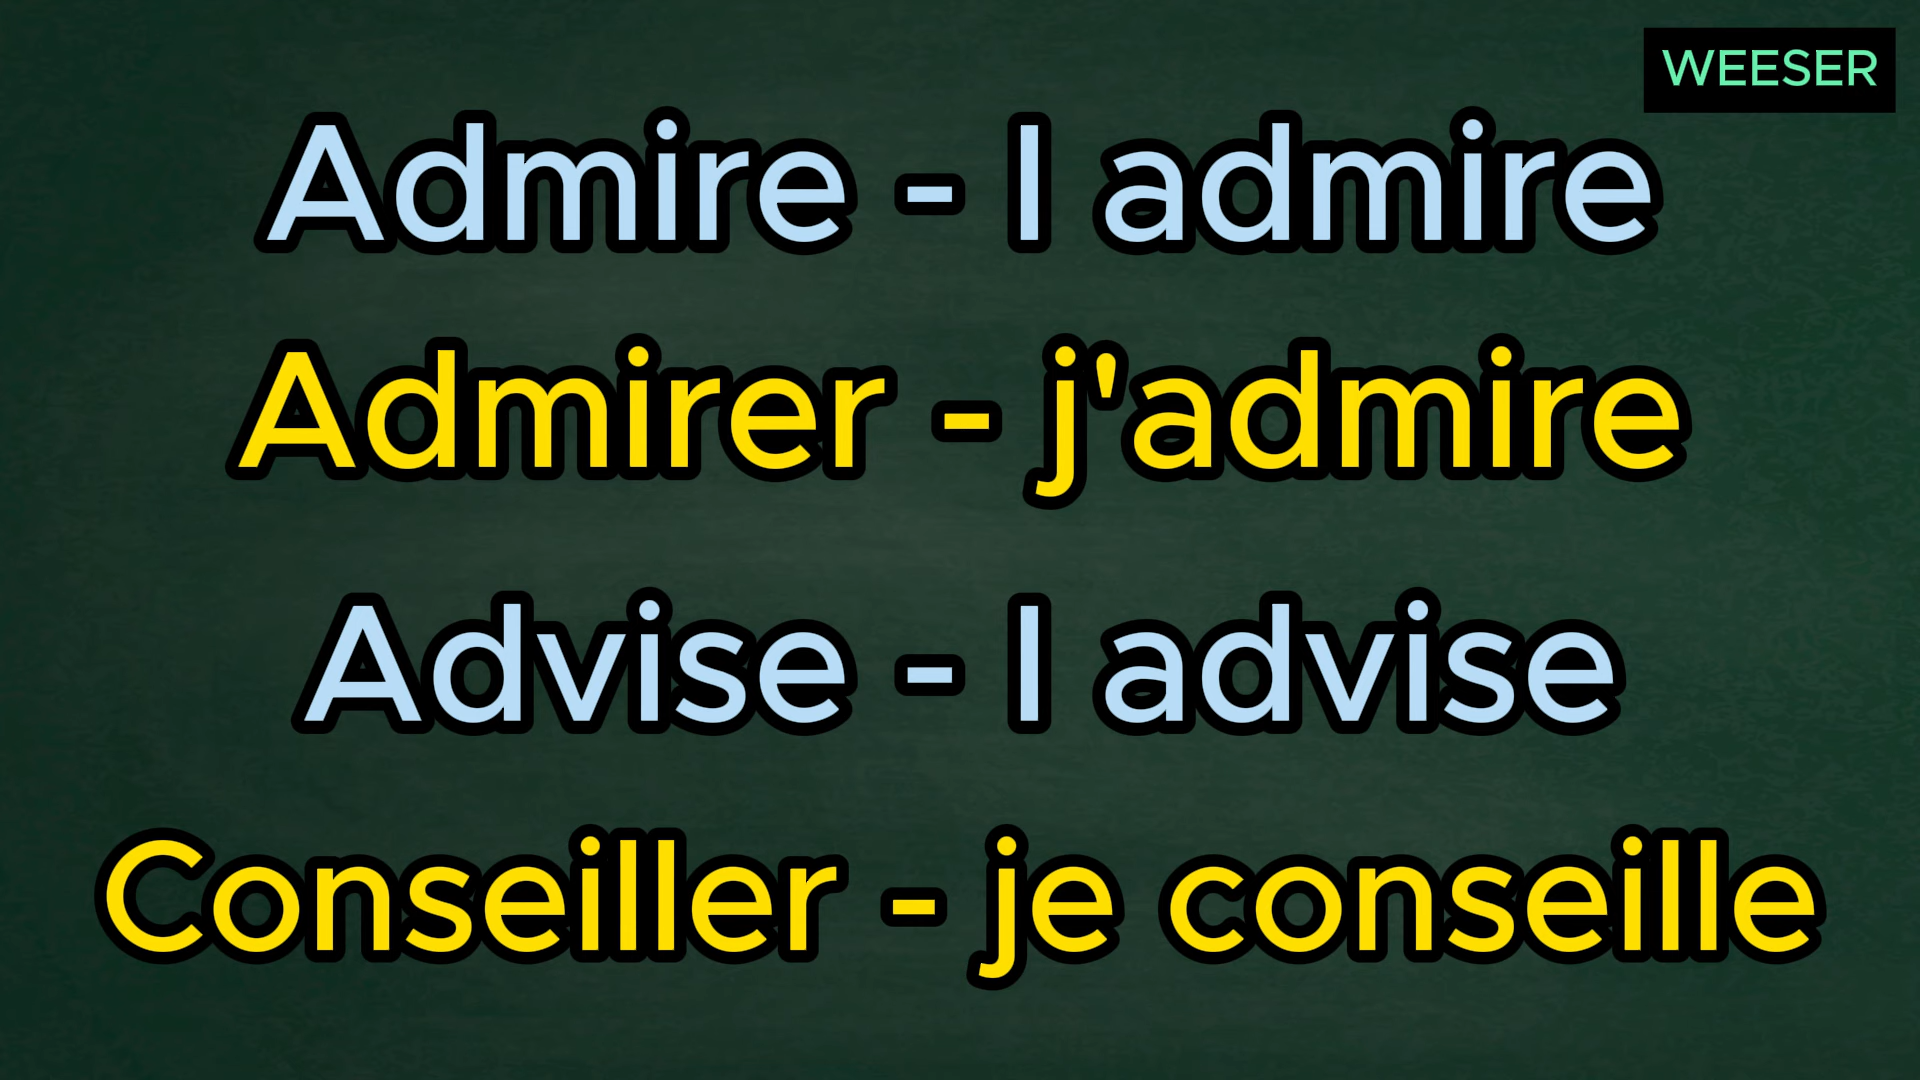 WEESER
Admire - I admire
Admirer - j'admire
Advise - I advise
Conseiller - je conseille